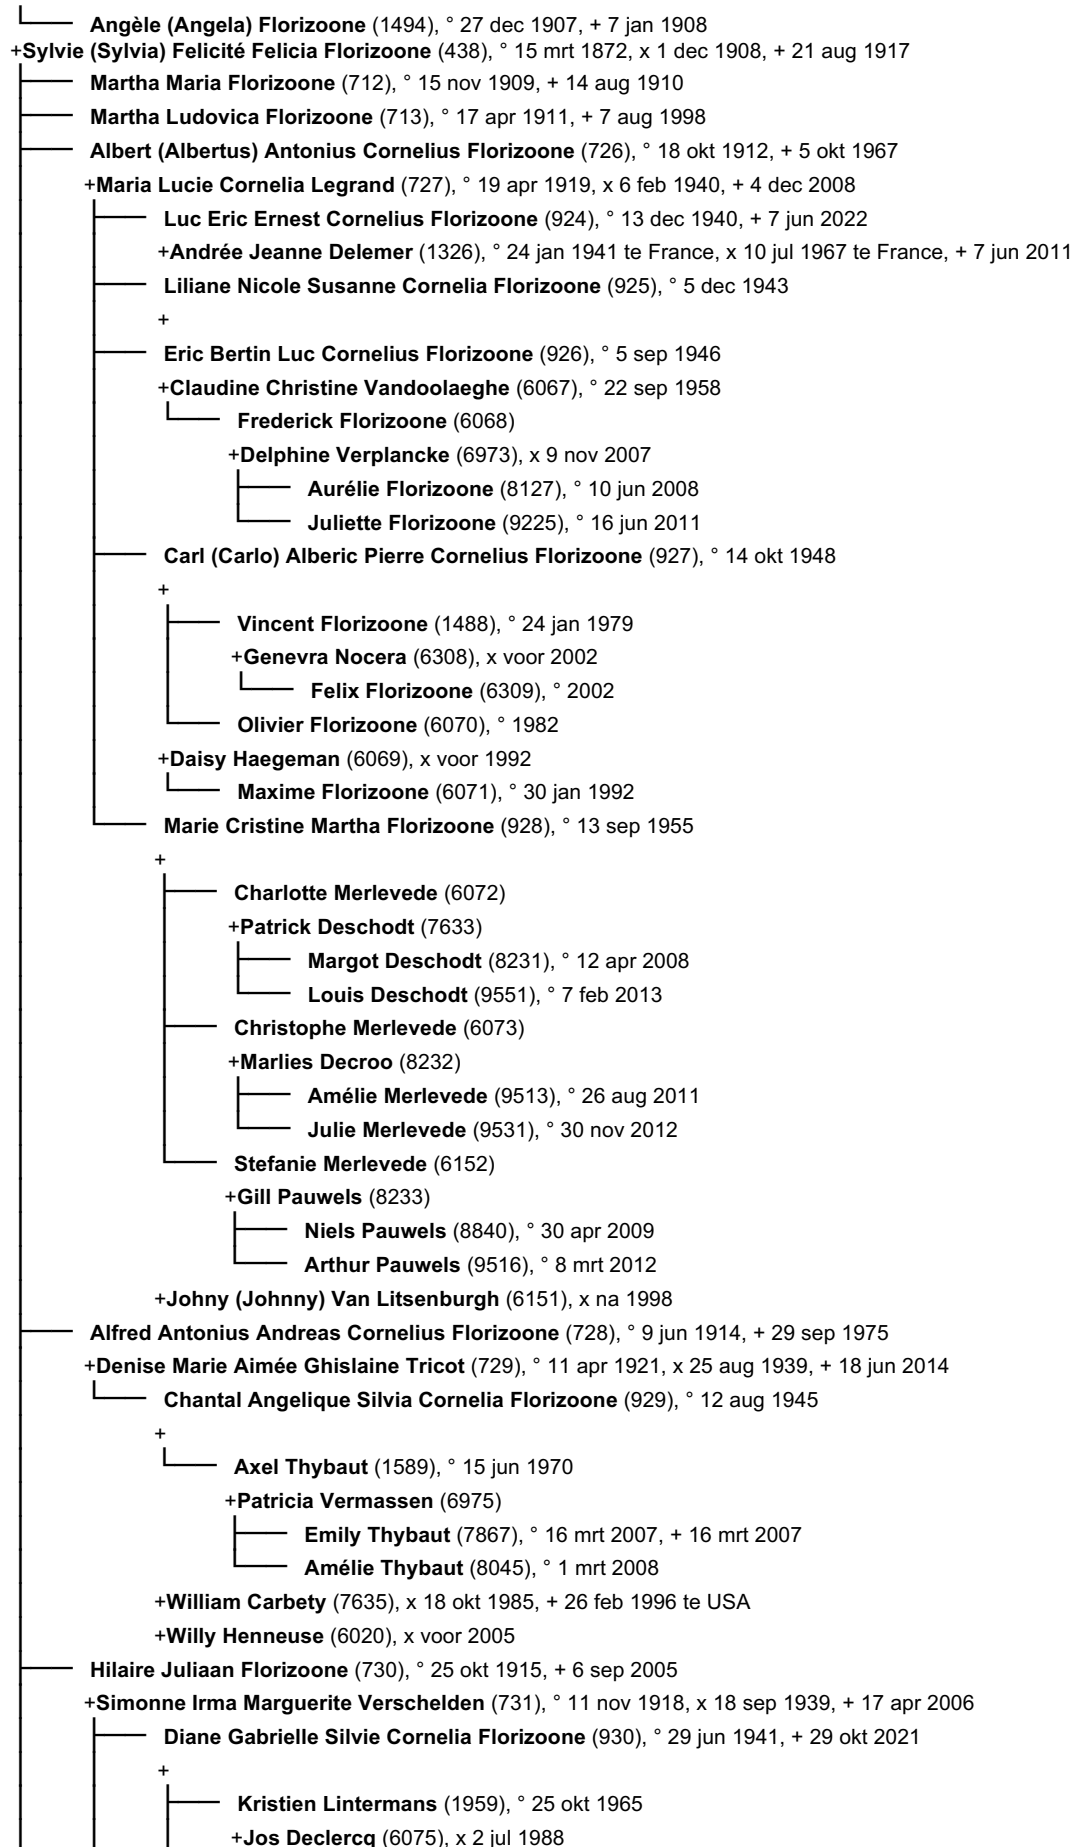 Angèle (Angela) Florizoone (1494), ° 27 dec 1907, + 7 jan 1908
+Sylvie (Sylvia) Felicité Felicia Florizoone (438), ° 15 mrt 1872, x 1 dec 1908, + 21 aug 1917
Martha Maria Florizoone (712), ° 15 nov 1909, + 14 aug 1910
Martha Ludovica Florizoone (713), ° 17 apr 1911, + 7 aug 1998
Albert (Albertus) Antonius Cornelius Florizoone (726), ° 18 okt 1912, + 5 okt 1967
+Maria Lucie Cornelia Legrand (727), ° 19 apr 1919, x 6 feb 1940, + 4 dec 2008
Luc Eric Ernest Cornelius Florizoone (924), ° 13 dec 1940, + 7 jun 2022
+Andrée Jeanne Delemer (1326), ° 24 jan 1941 te France, x 10 jul 1967 te France, + 7 jun 2011
Liliane Nicole Susanne Cornelia Florizoone (925), ° 5 dec 1943
+
Eric Bertin Luc Cornelius Florizoone (926), ° 5 sep 1946
+Claudine Christine Vandoolaeghe (6067), ° 22 sep 1958
Frederick Florizoone (6068)
+Delphine Verplancke (6973), x 9 nov 2007
Aurélie Florizoone (8127), ° 10 jun 2008
Juliette Florizoone (9225), ° 16 jun 2011
Carl (Carlo) Alberic Pierre Cornelius Florizoone (927), ° 14 okt 1948
+
Vincent Florizoone (1488), ° 24 jan 1979
+Genevra Nocera (6308), x voor 2002
Felix Florizoone (6309), ° 2002
Olivier Florizoone (6070), ° 1982
+Daisy Haegeman (6069), x voor 1992
Maxime Florizoone (6071), ° 30 jan 1992
Marie Cristine Martha Florizoone (928), ° 13 sep 1955
+
Charlotte Merlevede (6072)
+Patrick Deschodt (7633)
Margot Deschodt (8231), ° 12 apr 2008
Louis Deschodt (9551), ° 7 feb 2013
Christophe Merlevede (6073)
+Marlies Decroo (8232)
Amélie Merlevede (9513), ° 26 aug 2011
Julie Merlevede (9531), ° 30 nov 2012
Stefanie Merlevede (6152)
+Gill Pauwels (8233)
Niels Pauwels (8840), ° 30 apr 2009
Arthur Pauwels (9516), ° 8 mrt 2012
+Johny (Johnny) Van Litsenburgh (6151), x na 1998
Alfred Antonius Andreas Cornelius Florizoone (728), ° 9 jun 1914, + 29 sep 1975
+Denise Marie Aimée Ghislaine Tricot (729), ° 11 apr 1921, x 25 aug 1939, + 18 jun 2014
Chantal Angelique Silvia Cornelia Florizoone (929), ° 12 aug 1945
+
Axel Thybaut (1589), ° 15 jun 1970
+Patricia Vermassen (6975)
Emily Thybaut (7867), ° 16 mrt 2007, + 16 mrt 2007
Amélie Thybaut (8045), ° 1 mrt 2008
+William Carbety (7635), x 18 okt 1985, + 26 feb 1996 te USA
+Willy Henneuse (6020), x voor 2005
Hilaire Juliaan Florizoone (730), ° 25 okt 1915, + 6 sep 2005
+Simonne Irma Marguerite Verschelden (731), ° 11 nov 1918, x 18 sep 1939, + 17 apr 2006
Diane Gabrielle Silvie Cornelia Florizoone (930), ° 29 jun 1941, + 29 okt 2021
+
Kristien Lintermans (1959), ° 25 okt 1965
+Jos Declercq (6075), x 2 jul 1988